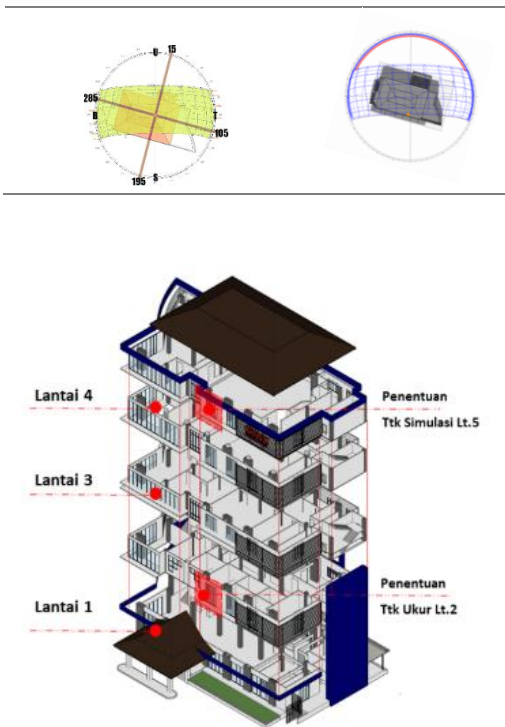 U
15
285
B
T
105
195
S
Lantai 4
Penentuan
Ttk Simulasi Lt.5
Lantai 3
Penentuan
Ttk Ukur Lt.2
Lantai 1